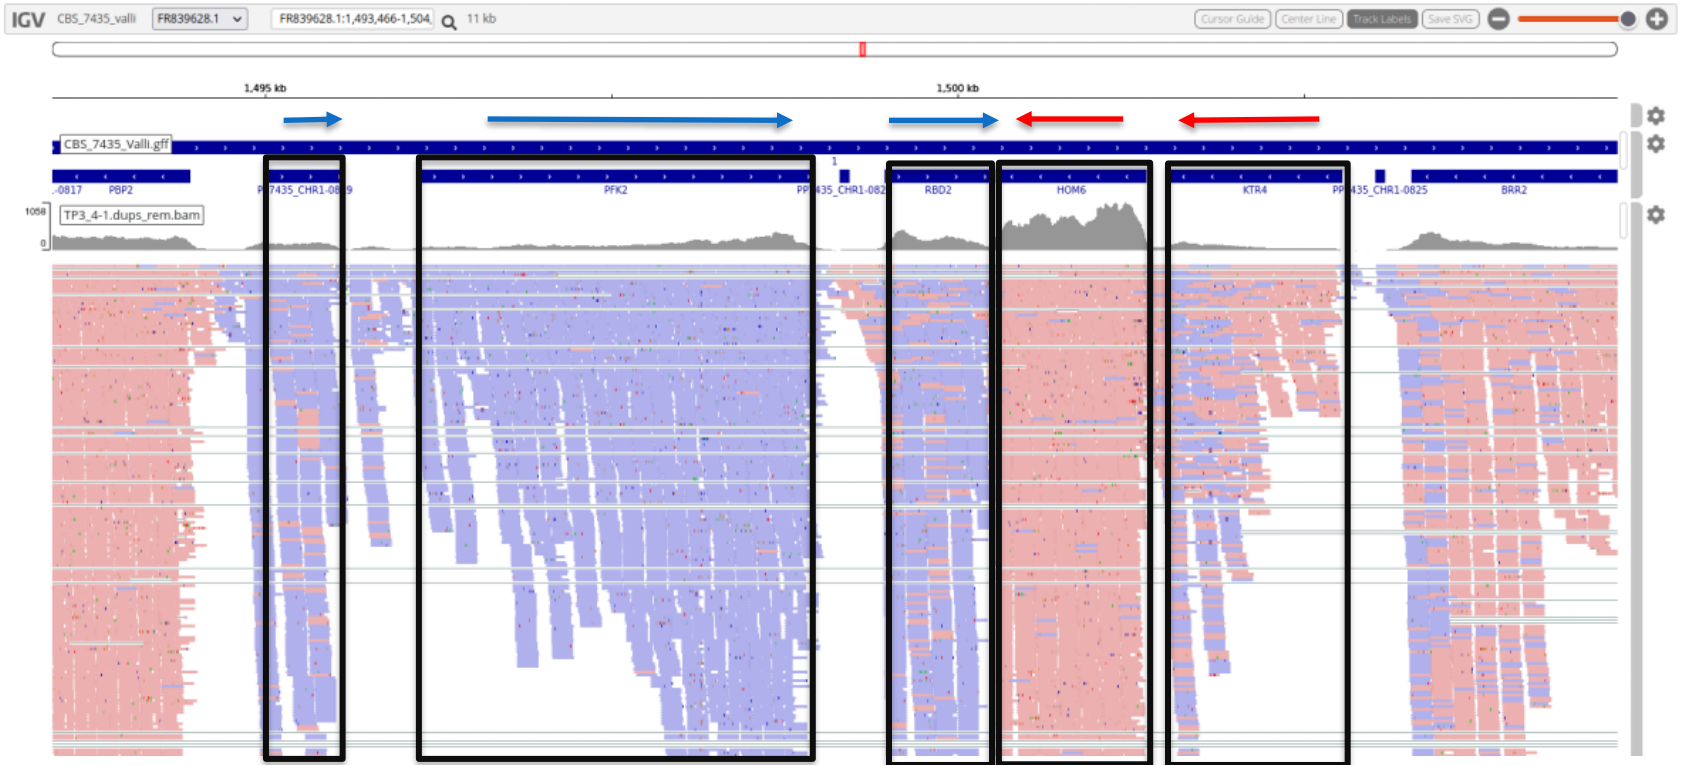 IGV CBS_7435_valli FR839628.1 FR839628.1:1,493,466-1,504, 11 kb Cursor Guide Center Line Track Labels Save SVG
1,495 kb 1,500 kb
CBS_7435_Valli.gff
1
.-0817 PBP2 PFK2 RBD2 HOM6 KTR4 BRR2
1058 TP3_4-1.dups_rem.bam
0